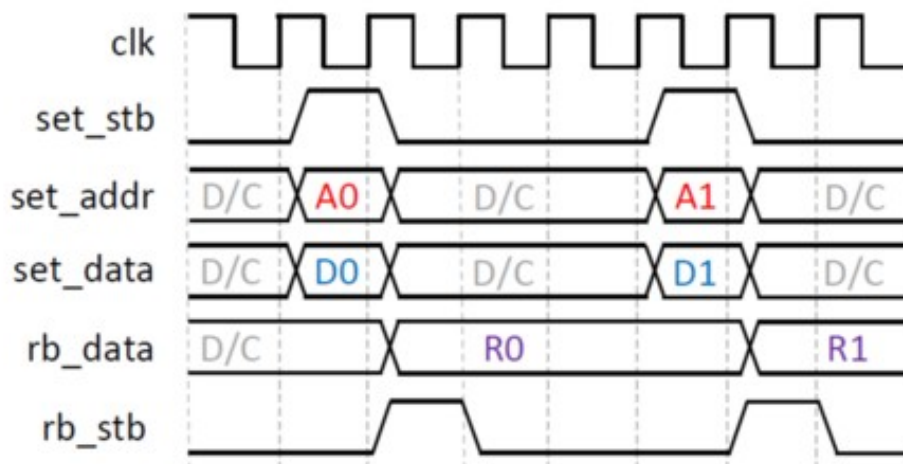 clk
set_stb
set_addr D/C A0 D/C A1 D/C
set_data D/C D0 D/C D1 D/C
rb_data D/C R0 R1
rb_stb